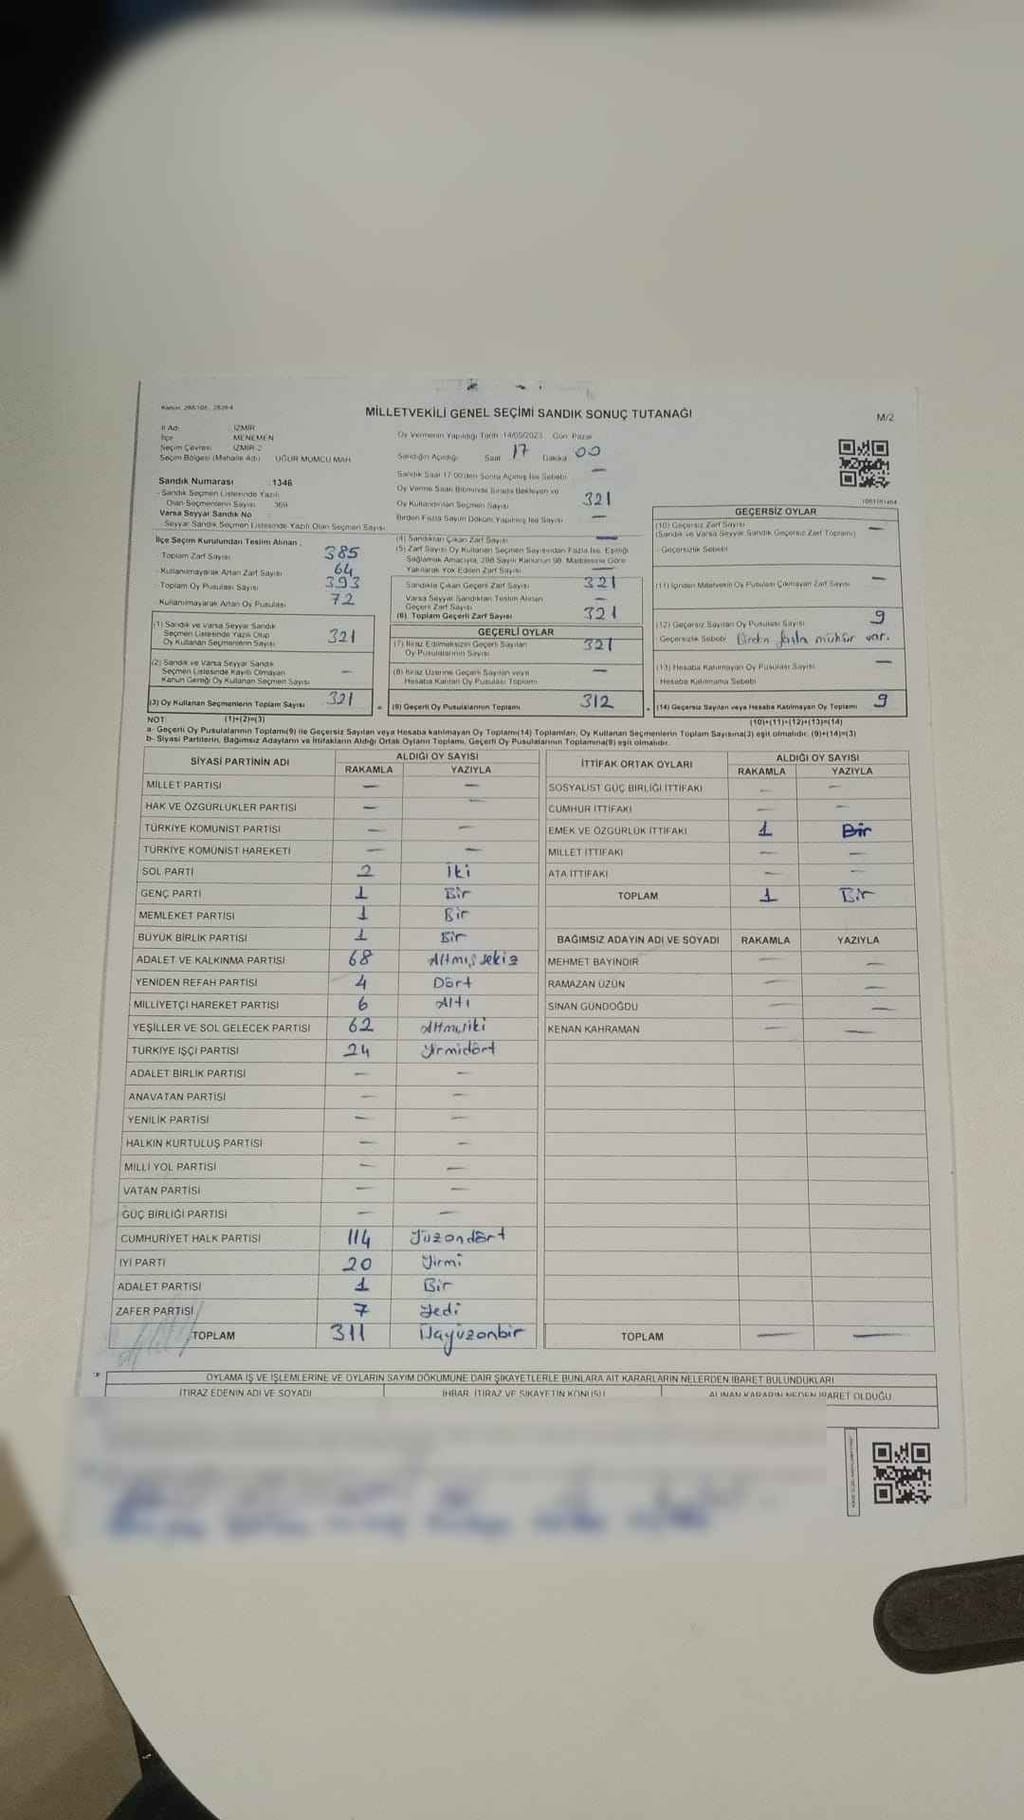 MİLLETVEKİLİ GENEL SEÇİMİ SANDIK SONUÇ TUTANAĞI
M/2
İl Adı : İZMİR
İlçe : MENEMEN
Seçim Çevresi : İZMİR-2
Seçim Bölgesi (Mahalle Adı) : UĞUR MUMCU MAH.
Oy Vermenin Yapıldığı Tarih : 14/05/2023 Gün: Pazar
Sandığın Açıldığı Saat 17 Dakika 00
Sandık Saat 17:00'den Sonra Açılmış İse Sebebi —
Oy Kullandırılan Seçmen Sayısı 321
Birden Fazla Sayım Döküm Yapılmış İse Sayısı —
Sandık Numarası : 1346
- Sandık Seçmen Listesinde Yazılı
Olan Seçmenlerin Sayısı : 369
Varsa Seyyar Sandık No
Seyyar Sandık Seçmen Listesinde Yazılı Olan Seçmen Sayısı
İlçe Seçim Kurulundan Teslim Alınan :
Toplam Zarf Sayısı 385
- Kullanılmayarak Artan Zarf Sayısı 64
Toplam Oy Pusulası Sayısı 393
- Kullanılmayarak Artan Oy Pusulası 72
(1) Sandık ve Varsa Seyyar Sandık
Seçmen Listesinde Yazılı Olup
Oy Kullanan Seçmenlerin Sayısı 321
(2) Sandık ve Varsa Seyyar Sandık
Seçmen Listesinde Kayıtlı Olmayan
Kanun Gereği Oy Kullanan Seçmen Sayısı —
(3) Oy Kullanan Seçmenlerin Toplam Sayısı 321
(1)+(2)=(3)
(4) Sandıktan Çıkan Zarf Sayısı —
(5) Zarf Sayısı Oy Kullanan Seçmen Sayısından Fazla İse, Eşitliği
Sağlamak Amacıyla, 298 Sayılı Kanunun 98. Maddesine Göre
Yakılarak Yok Edilen Zarf Sayısı —
Sandıkta Çıkan Geçerli Zarf Sayısı 321
Varsa Seyyar Sandıktan Teslim Alınan
Geçerli Zarf Sayısı —
(6) Toplam Geçerli Zarf Sayısı 321
GEÇERLİ OYLAR
(7) İtiraz Edilmeksizin Geçerli Sayılan
Oy Pusulalarının Sayısı 321
(8) İtiraz Üzerine Geçerli Sayılan veya
Hesaba Katılan Oy Pusulası Toplamı —
(9) Geçerli Oy Pusulalarının Toplamı 312
GEÇERSİZ OYLAR
(10) Geçersiz Zarf Sayısı —
(Sandık ve Varsa Seyyar Sandık Geçersiz Zarf Toplamı)
Geçersizlik Sebebi
(11) İçinden Milletvekili Oy Pusulası Çıkmayan Zarf Sayısı —
(12) Geçersiz Sayılan Oy Pusulası Sayısı 9
Geçersizlik Sebebi Birden fazla mühür var.
(13) Hesaba Katılmayan Oy Pusulası Sayısı —
Hesaba Katılmama Sebebi
(14) Geçersiz Sayılan veya Hesaba Katılmayan Oy Toplamı 9
(10)+(11)+(12)+(13)=(14)
NOT
a- Geçerli Oy Pusulalarının Toplamı(9) ile Geçersiz Sayılan veya Hesaba katılmayan Oy Toplamı(14) Toplamları, Oy Kullanan Seçmenlerin Toplam Sayısına(3) eşit olmalıdır. (9)+(14)=(3)
b- Siyasi Partilerin, Bağımsız Adayların ve İttifakların Aldığı Ortak Oyların Toplamı, Geçerli Oy Pusulalarının Toplamına(9) eşit olmalıdır.
SİYASİ PARTİNİN ADI ALDIĞI OY SAYISI
RAKAMLA YAZIYLA
MİLLET PARTİSİ — —
HAK VE ÖZGÜRLÜKLER PARTİSİ — —
TÜRKİYE KOMÜNİST PARTİSİ — —
TÜRKİYE KOMÜNİST HAREKETİ — —
SOL PARTİ 2 İki
GENÇ PARTİ 1 Bir
MEMLEKET PARTİSİ 1 Bir
BÜYÜK BİRLİK PARTİSİ 1 Bir
ADALET VE KALKINMA PARTİSİ 68 Altmışsekiz
YENİDEN REFAH PARTİSİ 4 Dört
MİLLİYETÇİ HAREKET PARTİSİ 6 Altı
YEŞİLLER VE SOL GELECEK PARTİSİ 62 Altmışiki
TÜRKİYE İŞÇİ PARTİSİ 24 Yirmidört
ADALET BİRLİK PARTİSİ — —
ANAVATAN PARTİSİ — —
YENİLİK PARTİSİ — —
HALKIN KURTULUŞ PARTİSİ — —
MİLLİ YOL PARTİSİ — —
VATAN PARTİSİ — —
GÜÇ BİRLİĞİ PARTİSİ — —
CUMHURİYET HALK PARTİSİ 114 Yüzondört
İYİ PARTİ 20 Yirmi
ADALET PARTİSİ 1 Bir
ZAFER PARTİSİ 7 Yedi
TOPLAM 311 Üçyüzonbir
İTTİFAK ORTAK OYLARI ALDIĞI OY SAYISI
RAKAMLA YAZIYLA
SOSYALİST GÜÇ BİRLİĞİ İTTİFAKI — —
CUMHUR İTTİFAKI — —
EMEK VE ÖZGÜRLÜK İTTİFAKI 1 Bir
MİLLET İTTİFAKI — —
ATA İTTİFAKI — —
TOPLAM 1 Bir
BAĞIMSIZ ADAYIN ADI VE SOYADI RAKAMLA YAZIYLA
MEHMET BAYINDIR — —
RAMAZAN ÜZÜN — —
SİNAN GÜNDOĞDU — —
KENAN KAHRAMAN — —
TOPLAM — —
OYLAMA İŞ VE İŞLEMLERİNE VE OYLARIN SAYIM DÖKÜMÜNE DAİR ŞİKAYETLERLE BUNLARA AİT KARARLARIN NELERDEN İBARET BULUNDUKLARI
İTİRAZ EDENİN ADI VE SOYADI İHBAR, İTİRAZ VE ŞİKAYETİN KONUSU ALINAN KARARIN NEDEN İBARET OLDUĞU